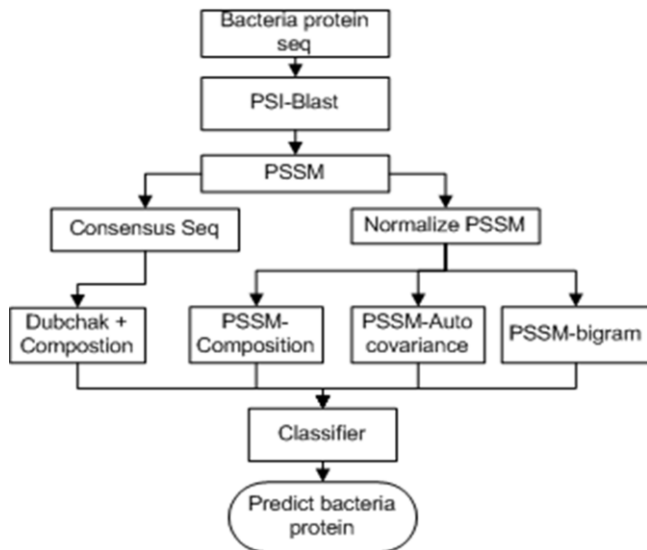 Bacteria protein
seq
PSI-Blast
PSSM
Consensus Seq
Normalize PSSM
Dubchak +
Compostion
PSSM-
Composition
PSSM-Auto
covariance
PSSM-bigram
Classifier
Predict bacteria
protein